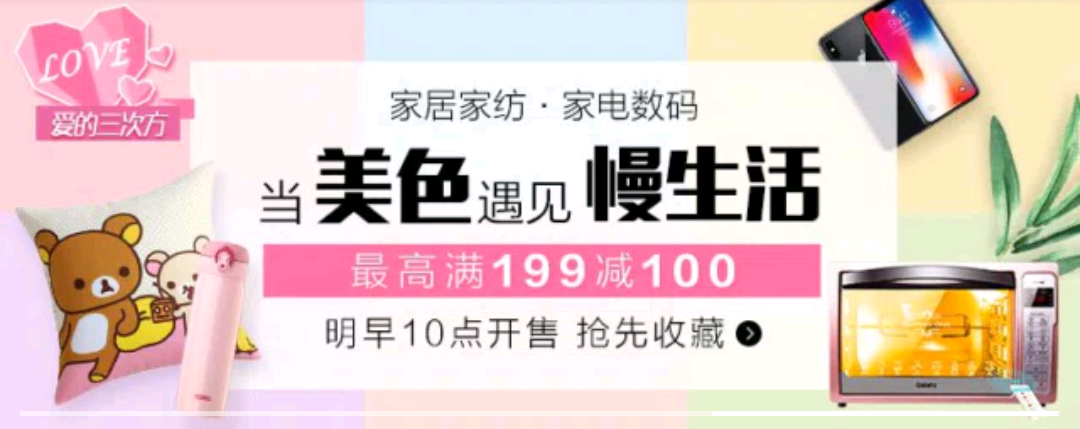 LOVE
爱的三次方
家居家纺·家电数码
当美色遇见慢生活
最高满199减100
明早10点开售 抢先收藏